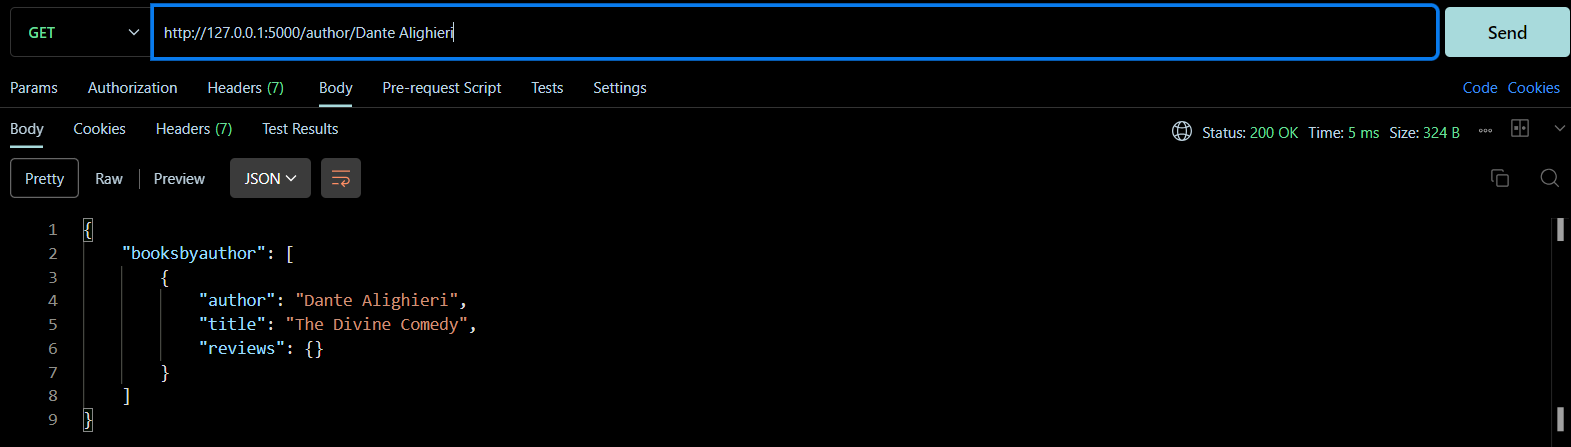 GET http://127.0.0.1:5000/author/Dante Alighieri Send
Params Authorization Headers (7) Body Pre-request Script Tests Settings Code Cookies
Body Cookies Headers (7) Test Results Status: 200 OK Time: 5 ms Size: 324 B
Pretty Raw Preview JSON
1 {
2 "booksbyauthor": [
3 {
4 "author": "Dante Alighieri",
5 "title": "The Divine Comedy",
6 "reviews": {}
7 }
8 ]
9 }